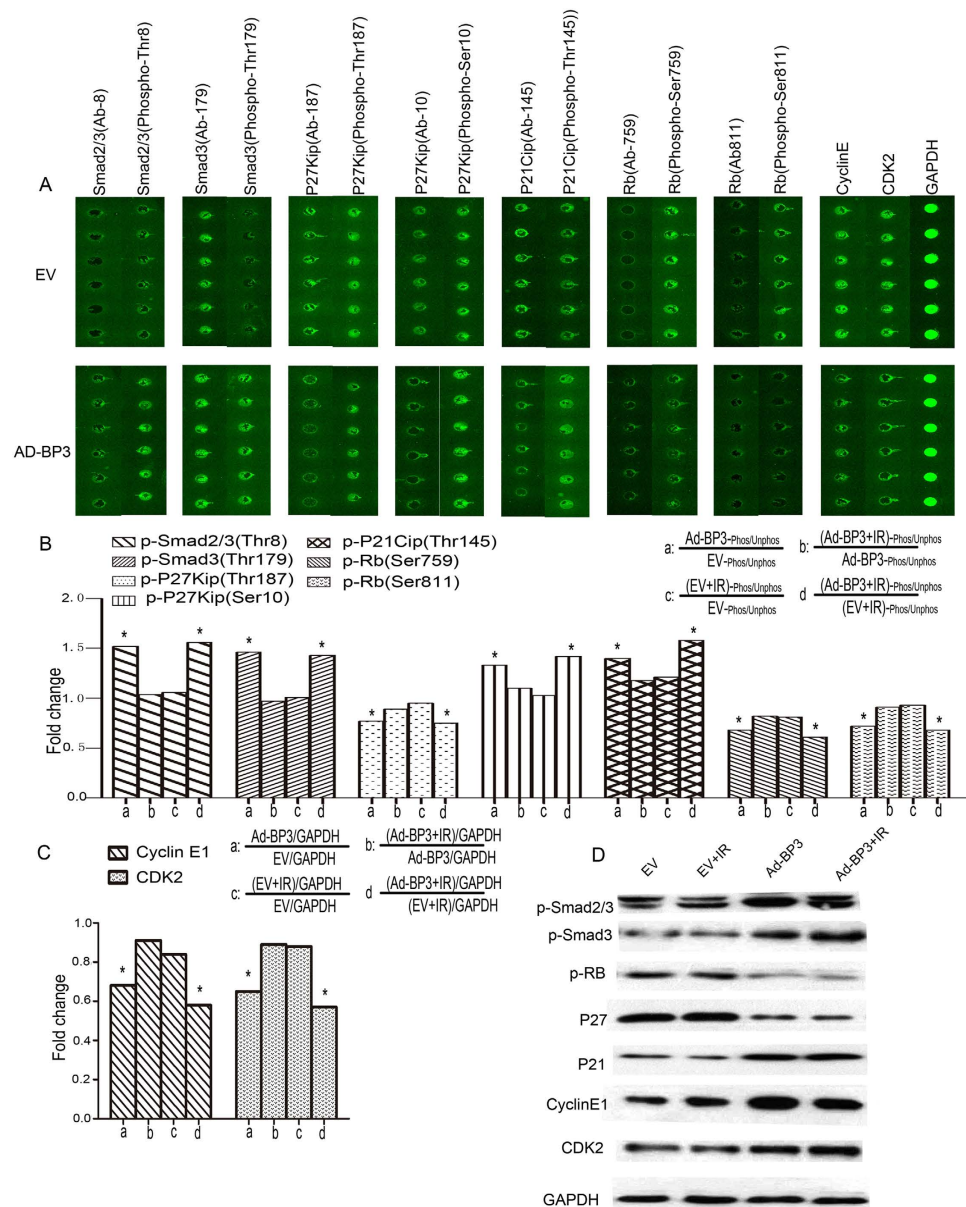 Smad2/3(Ab-8)
Smad2/3(Phospho-Thr8)
Smad3(Ab-179)
Smad3(Phospho-Thr179)
P27Kip(Ab-187)
P27Kip(Phospho-Thr187)
P27Kip(Ab-10)
P27Kip(Phospho-Ser10)
P21Cip(Ab-145)
P21Cip(Phospho-Thr145)
Rb(Ab-759)
Rb(Phospho-Ser759)
Rb(Ab811)
Rb(Phospho-Ser811)
CyclinE
CDK2
GAPDH
A
EV
AD-BP3
B
p-Smad2/3(Thr8)
p-Smad3(Thr179)
p-P27Kip(Thr187)
p-P27Kip(Ser10)
p-P21Cip(Thr145)
p-Rb(Ser759)
p-Rb(Ser811)
a: Ad-BP3-Phos/Unphos
EV-Phos/Unphos
b: (Ad-BP3+IR)-Phos/Unphos
Ad-BP3-Phos/Unphos
c: (EV+IR)-Phos/Unphos
EV-Phos/Unphos
d (Ad-BP3+IR)-Phos/Unphos
(EV+IR)-Phos/Unphos
Fold change
2.0
1.5
1.0
0.5
0.0
* * * * * * * * * * * * * *
a b c d a b c d a b c d a b c d a b c d a b c d a b c d
C
Cyclin E1
CDK2
a: Ad-BP3/GAPDH
EV/GAPDH
b: (Ad-BP3+IR)/GAPDH
Ad-BP3/GAPDH
c: (EV+IR)/GAPDH
EV/GAPDH
d (Ad-BP3+IR)/GAPDH
(EV+IR)/GAPDH
Fold change
1.0
0.8
0.6
0.4
0.2
0.0
* * * *
a b c d a b c d
D
EV
EV+IR
Ad-BP3
Ad-BP3+IR
p-Smad2/3
p-Smad3
p-RB
P27
P21
CyclinE1
CDK2
GAPDH